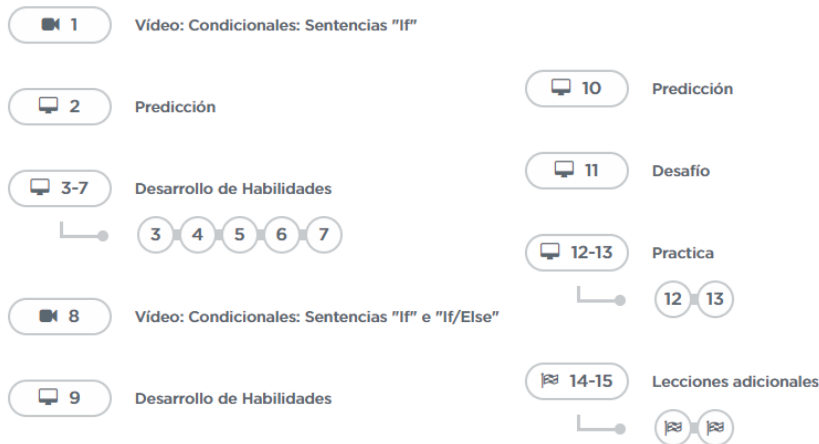 1 Vídeo: Condicionales: Sentencias "If"
2 Predicción
3-7 Desarrollo de Habilidades
3 4 5 6 7
8 Vídeo: Condicionales: Sentencias "If" e "If/Else"
9 Desarrollo de Habilidades
10 Predicción
11 Desafío
12-13 Practica
12 13
14-15 Lecciones adicionales